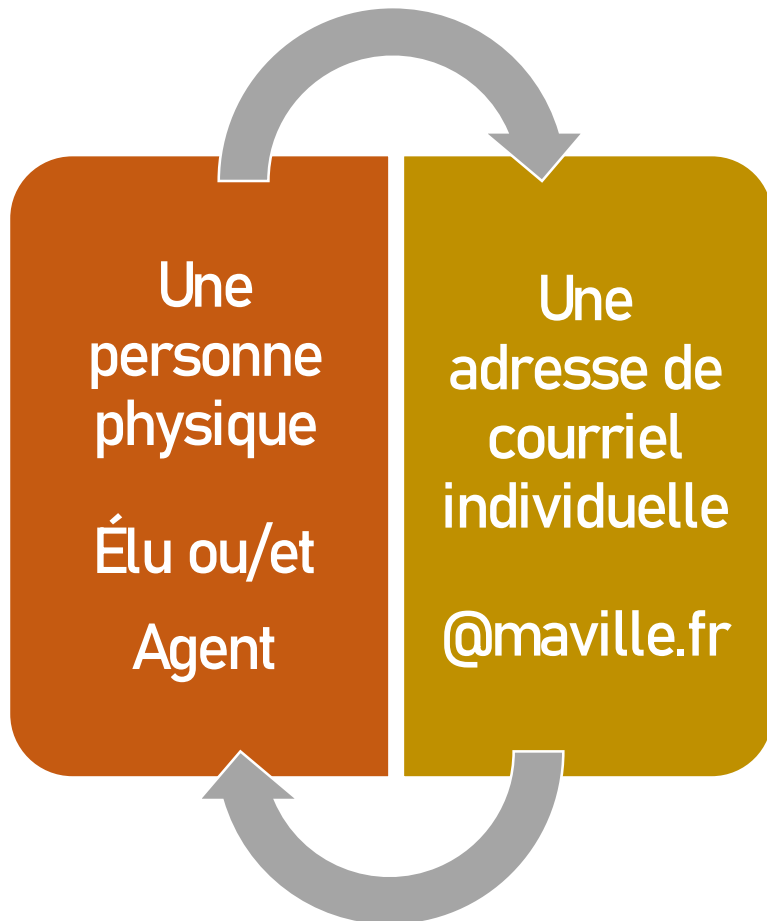 Une
personne
physique
Élu ou/et
Agent
Une
adresse de
courriel
individuelle
@maville.fr